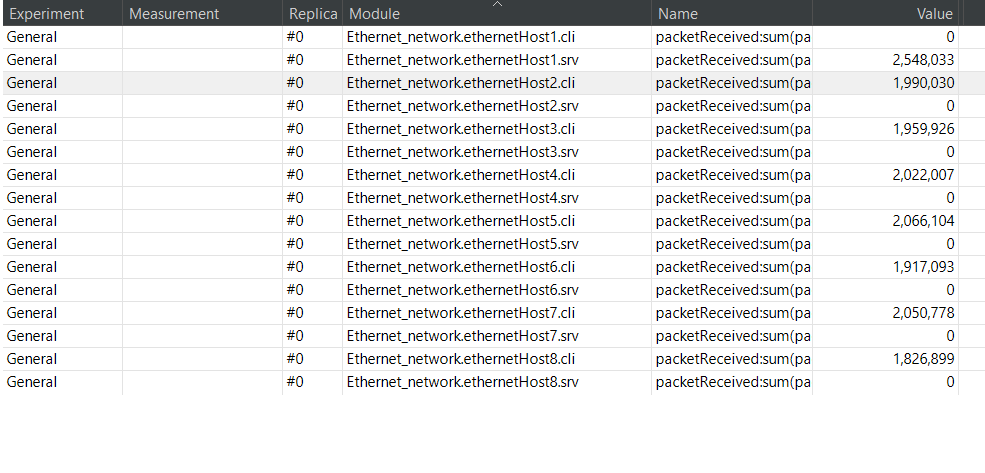 Experiment Measurement Replica Module Name Value
General #0 Ethernet_network.ethernetHost1.cli packetReceived:sum(pa 0
General #0 Ethernet_network.ethernetHost1.srv packetReceived:sum(pa 2,548,033
General #0 Ethernet_network.ethernetHost2.cli packetReceived:sum(pa 1,990,030
General #0 Ethernet_network.ethernetHost2.srv packetReceived:sum(pa 0
General #0 Ethernet_network.ethernetHost3.cli packetReceived:sum(pa 1,959,926
General #0 Ethernet_network.ethernetHost3.srv packetReceived:sum(pa 0
General #0 Ethernet_network.ethernetHost4.cli packetReceived:sum(pa 2,022,007
General #0 Ethernet_network.ethernetHost4.srv packetReceived:sum(pa 0
General #0 Ethernet_network.ethernetHost5.cli packetReceived:sum(pa 2,066,104
General #0 Ethernet_network.ethernetHost5.srv packetReceived:sum(pa 0
General #0 Ethernet_network.ethernetHost6.cli packetReceived:sum(pa 1,917,093
General #0 Ethernet_network.ethernetHost6.srv packetReceived:sum(pa 0
General #0 Ethernet_network.ethernetHost7.cli packetReceived:sum(pa 2,050,778
General #0 Ethernet_network.ethernetHost7.srv packetReceived:sum(pa 0
General #0 Ethernet_network.ethernetHost8.cli packetReceived:sum(pa 1,826,899
General #0 Ethernet_network.ethernetHost8.srv packetReceived:sum(pa 0